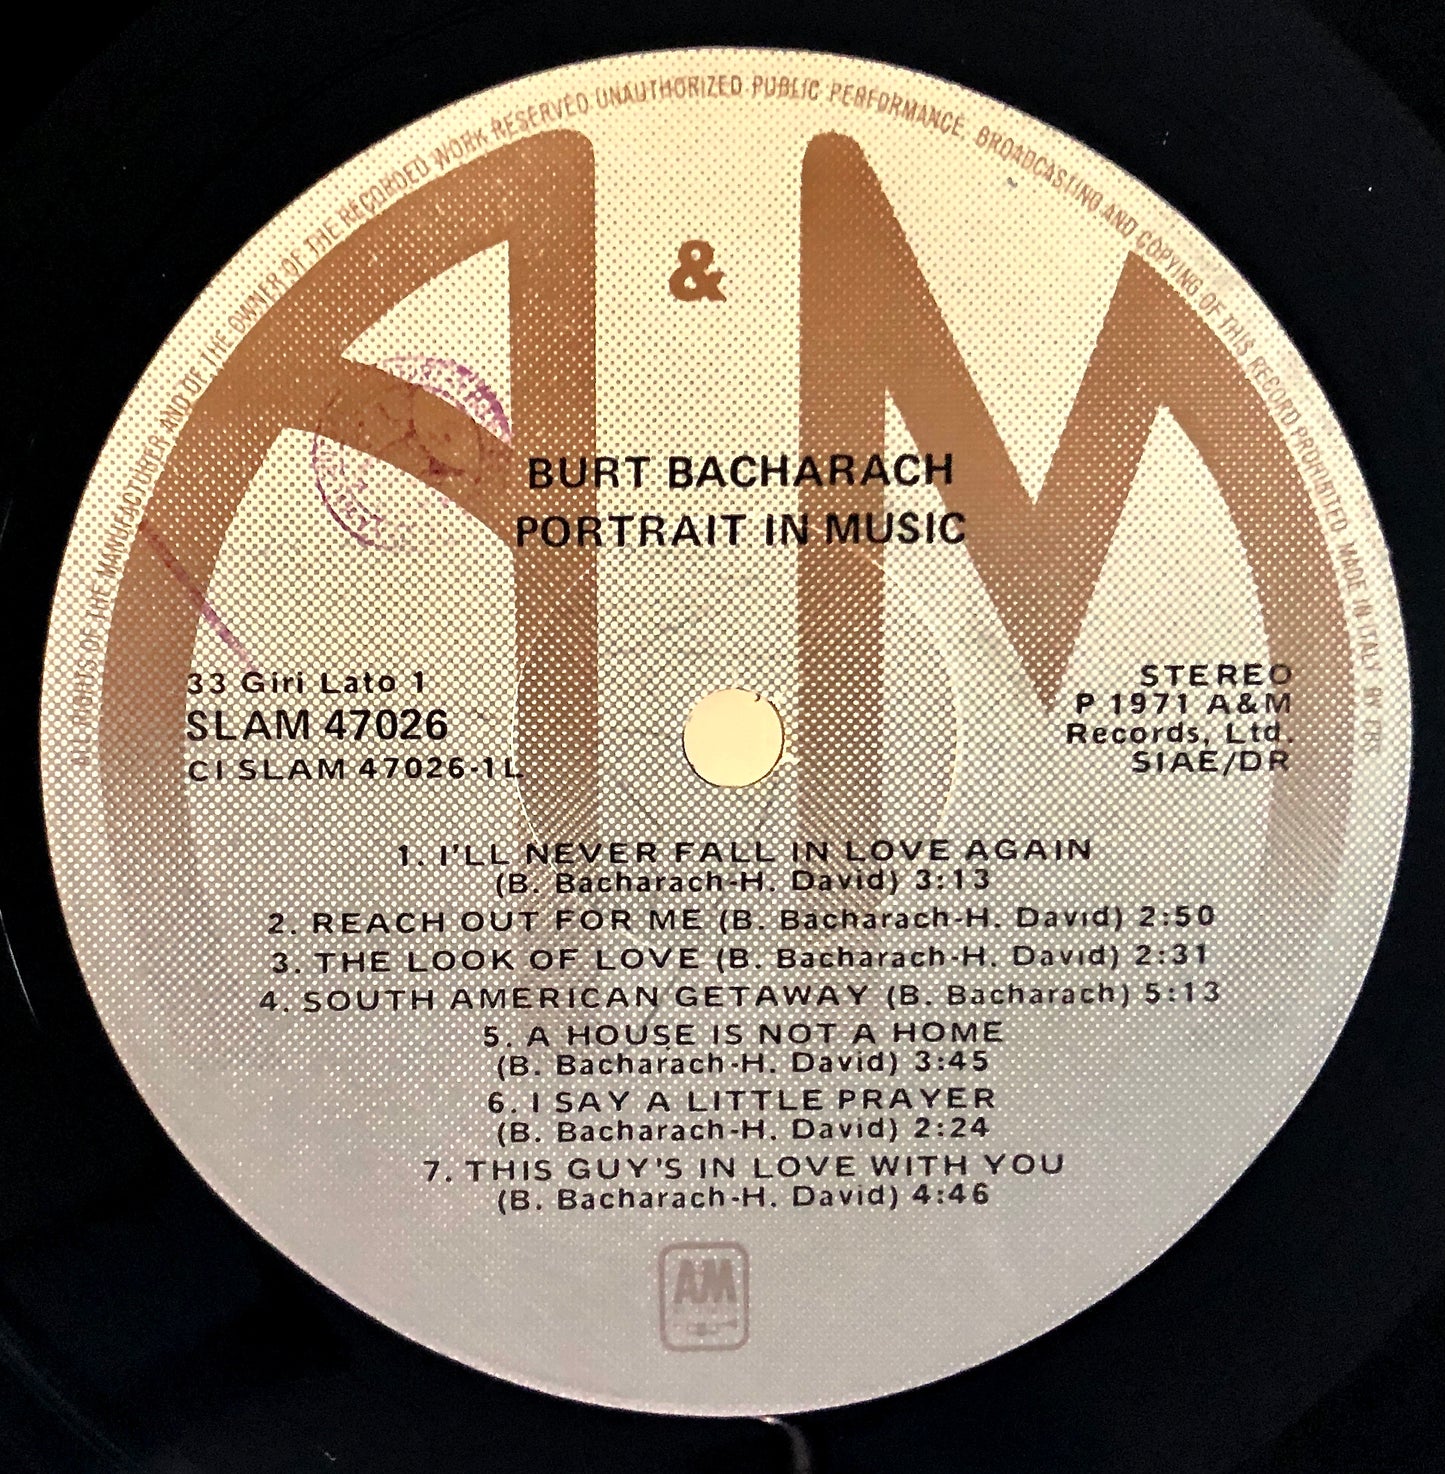 ALL RIGHTS OF THE MANUFACTURER AND OF THE OWNER OF THE RECORDED WORK RESERVED UNAUTHORIZED PUBLIC PERFORMANCE, BROADCASTING AND COPYING OF THIS RECORD PROHIBITED. MADE IN ITALY
A & M
BURT BACHARACH
PORTRAIT IN MUSIC
33 Giri Lato 1
SLAM 47026
CI SLAM 47026-1L
STEREO
P 1971 A&M
Records, Ltd.
SIAE/DR
1. I'LL NEVER FALL IN LOVE AGAIN
(B. Bacharach-H. David) 3:13
2. REACH OUT FOR ME (B. Bacharach-H. David) 2:50
3. THE LOOK OF LOVE (B. Bacharach-H. David) 2:31
4. SOUTH AMERICAN GETAWAY (B. Bacharach) 5:13
5. A HOUSE IS NOT A HOME
(B. Bacharach-H. David) 3:45
6. I SAY A LITTLE PRAYER
(B. Bacharach-H. David) 2:24
7. THIS GUY'S IN LOVE WITH YOU
(B. Bacharach-H. David) 4:46
AM